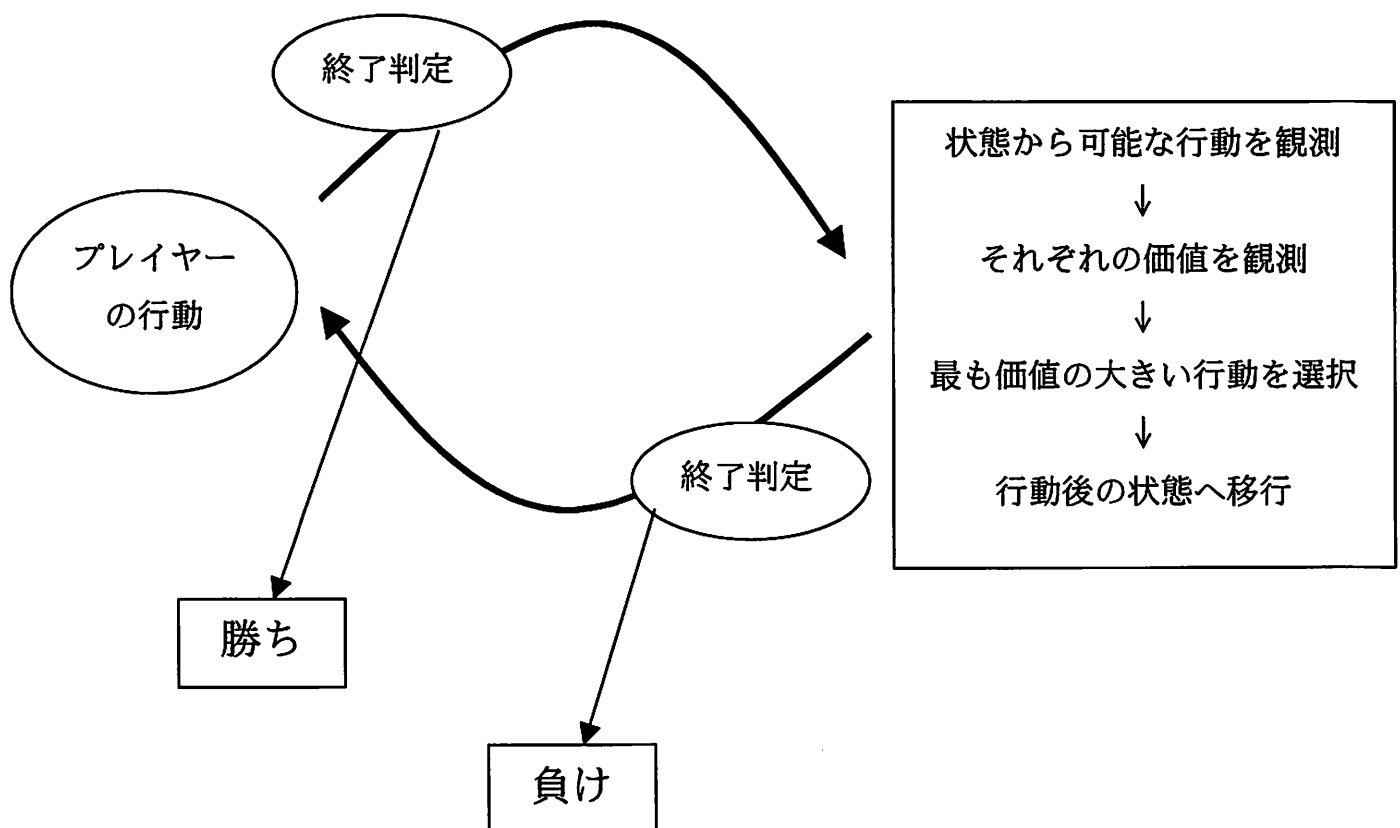 終了判定
プレイヤー
の行動
状態から可能な行動を観測
↓
それぞれの価値を観測
↓
最も価値の大きい行動を選択
↓
行動後の状態へ移行
終了判定
勝ち
負け